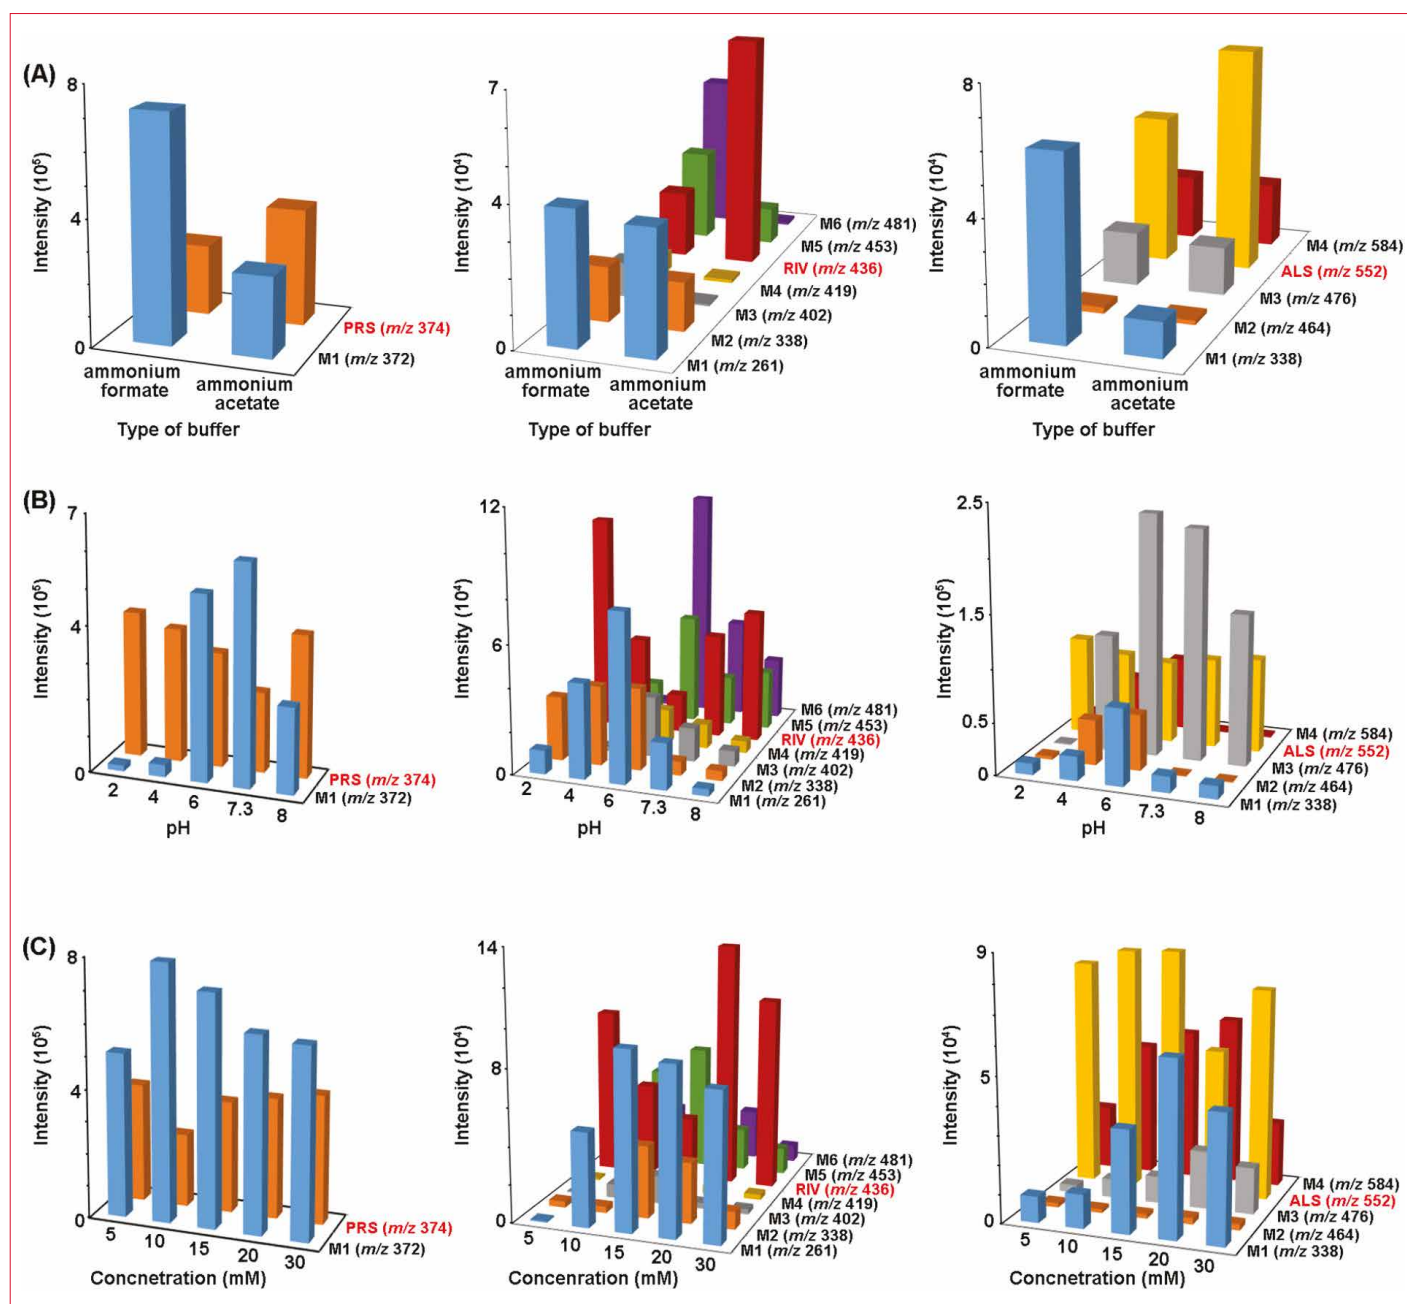 (A)
8
4
0
Intensity (10⁵)
PRS (m/z 374)
M1 (m/z 372)
ammonium
formate
ammonium
acetate
Type of buffer
7
4
0
Intensity (10⁴)
M6 (m/z 481)
M5 (m/z 453)
RIV (m/z 436)
M4 (m/z 419)
M3 (m/z 402)
M2 (m/z 338)
M1 (m/z 261)
ammonium
formate
ammonium
acetate
Type of buffer
8
4
0
Intensity (10⁴)
M4 (m/z 584)
ALS (m/z 552)
M3 (m/z 476)
M2 (m/z 464)
M1 (m/z 338)
ammonium
formate
ammonium
acetate
Type of buffer
(B)
7
4
0
Intensity (10⁵)
PRS (m/z 374)
M1 (m/z 372)
2 4 6 7.3 8
pH
12
6
0
Intensity (10⁴)
M6 (m/z 481)
M5 (m/z 453)
RIV (m/z 436)
M4 (m/z 419)
M3 (m/z 402)
M2 (m/z 338)
M1 (m/z 261)
2 4 6 7.3 8
pH
2.5
1.5
0.5
0
Intensity (10⁵)
M4 (m/z 584)
ALS (m/z 552)
M3 (m/z 476)
M2 (m/z 464)
M1 (m/z 338)
2 4 6 7.3 8
pH
(C)
8
4
0
Intensity (10⁵)
PRS (m/z 374)
M1 (m/z 372)
5 10 15 20 30
Concnetration (mM)
14
8
0
Intensity (10⁴)
M6 (m/z 481)
M5 (m/z 453)
RIV (m/z 436)
M4 (m/z 419)
M3 (m/z 402)
M2 (m/z 338)
M1 (m/z 261)
5 10 15 20 30
Concenration (mM)
9
5
0
Intensity (10⁴)
M4 (m/z 584)
ALS (m/z 552)
M3 (m/z 476)
M2 (m/z 464)
M1 (m/z 338)
5 10 15 20 30
Concnetration (mM)